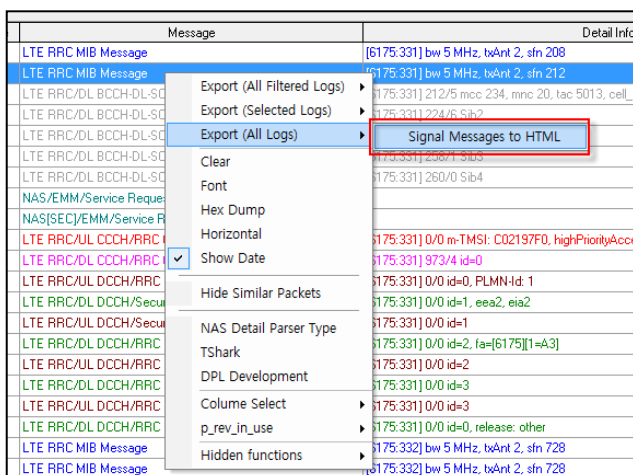 Message Detail Info
LTE RRC MIB Message [6175:331] bw 5 MHz, txAnt 2, sfn 208
LTE RRC MIB Message [6175:331] bw 5 MHz, txAnt 2, sfn 212
LTE RRC/DL BCCH-DL-SC Export (All Filtered Logs) 6175:331] 212/5 mcc 234, mnc 20, tac 5013, cell_
LTE RRC/DL BCCH-DL-SC Export (Selected Logs) 6175:331] 224/6 Sib2
LTE RRC/DL BCCH-DL-SC Export (All Logs) Signal Messages to HTML
LTE RRC/DL BCCH-DL-SC Clear 6175:331] 258/1 Sib3
LTE RRC/DL BCCH-DL-SC Font 6175:331] 260/0 Sib4
NAS/EMM/Service Reque Hex Dump
NAS[SEC]/EMM/Service R Horizontal
LTE RRC/UL CCCH/RRC 6175:331] 0/0 m-TMSI: C02197F0, highPriorityAcce
LTE RRC/DL CCCH/RRC Show Date 6175:331] 973/4 id=0
LTE RRC/UL DCCH/RRC 6175:331] 0/0 id=0, PLMN-Id: 1
LTE RRC/DL DCCH/Secur Hide Similar Packets 6175:331] 0/0 id=1, eea2, eia2
LTE RRC/UL DCCH/Secur NAS Detail Parser Type 6175:331] 0/0 id=1
LTE RRC/DL DCCH/RRC TShark 6175:331] 0/0 id=2, fa=[6175][1=A3]
LTE RRC/UL DCCH/RRC DPL Development 6175:331] 0/0 id=2
LTE RRC/DL DCCH/RRC 6175:331] 0/0 id=3
LTE RRC/UL DCCH/RRC Colume Select 6175:331] 0/0 id=3
LTE RRC/DL DCCH/RRC p_rev_in_use 6175:331] 0/0 id=0, release: other
LTE RRC MIB Message Hidden functions 6175:332] bw 5 MHz, txAnt 2, sfn 728
LTE RRC MIB Message [6175:332] bw 5 MHz, txAnt 2, sfn 728